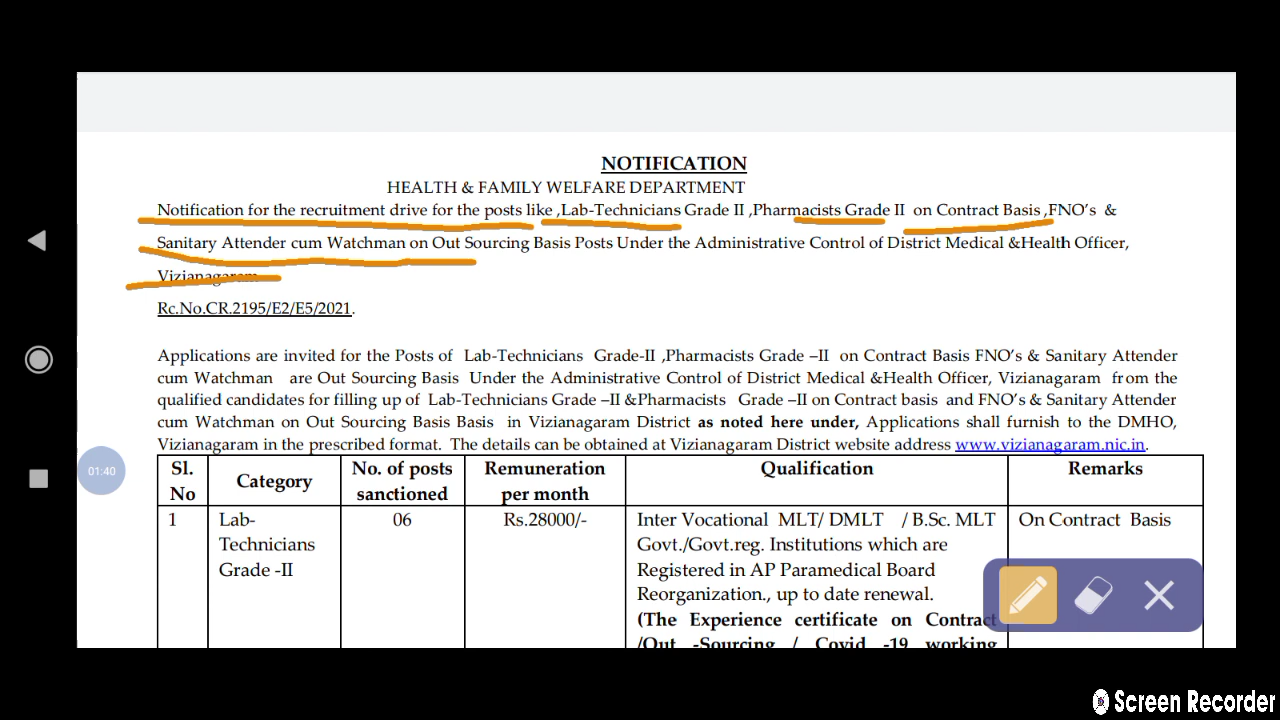 NOTIFICATION
HEALTH & FAMILY WELFARE DEPARTMENT
Notification for the recruitment drive for the posts like ,Lab-Technicians Grade II ,Pharmacists Grade II on Contract Basis ,FNO's &
Sanitary Attender cum Watchman on Out Sourcing Basis Posts Under the Administrative Control of District Medical &Health Officer,
Vizianagaram
Rc.No.CR.2195/E2/E5/2021.
Applications are invited for the Posts of Lab-Technicians Grade-II ,Pharmacists Grade –II on Contract Basis FNO's & Sanitary Attender
cum Watchman are Out Sourcing Basis Under the Administrative Control of District Medical &Health Officer, Vizianagaram from the
qualified candidates for filling up of Lab-Technicians Grade –II &Pharmacists Grade –II on Contract basis and FNO's & Sanitary Attender
cum Watchman on Out Sourcing Basis Basis in Vizianagaram District as noted here under, Applications shall furnish to the DMHO,
Vizianagaram in the prescribed format. The details can be obtained at Vizianagaram District website address www.vizianagaram.nic.in.
01:40
Sl. No Category No. of posts sanctioned Remuneration per month Qualification Remarks
1 Lab- 06 Rs.28000/- Inter Vocational MLT/ DMLT / B.Sc. MLT On Contract Basis
Technicians Govt./Govt.reg. Institutions which are
Grade -II Registered in AP Paramedical Board
Reorganization., up to date renewal.
(The Experience certificate on Contract
/Out -Sourcing / Covid -19 working
Screen Recorder